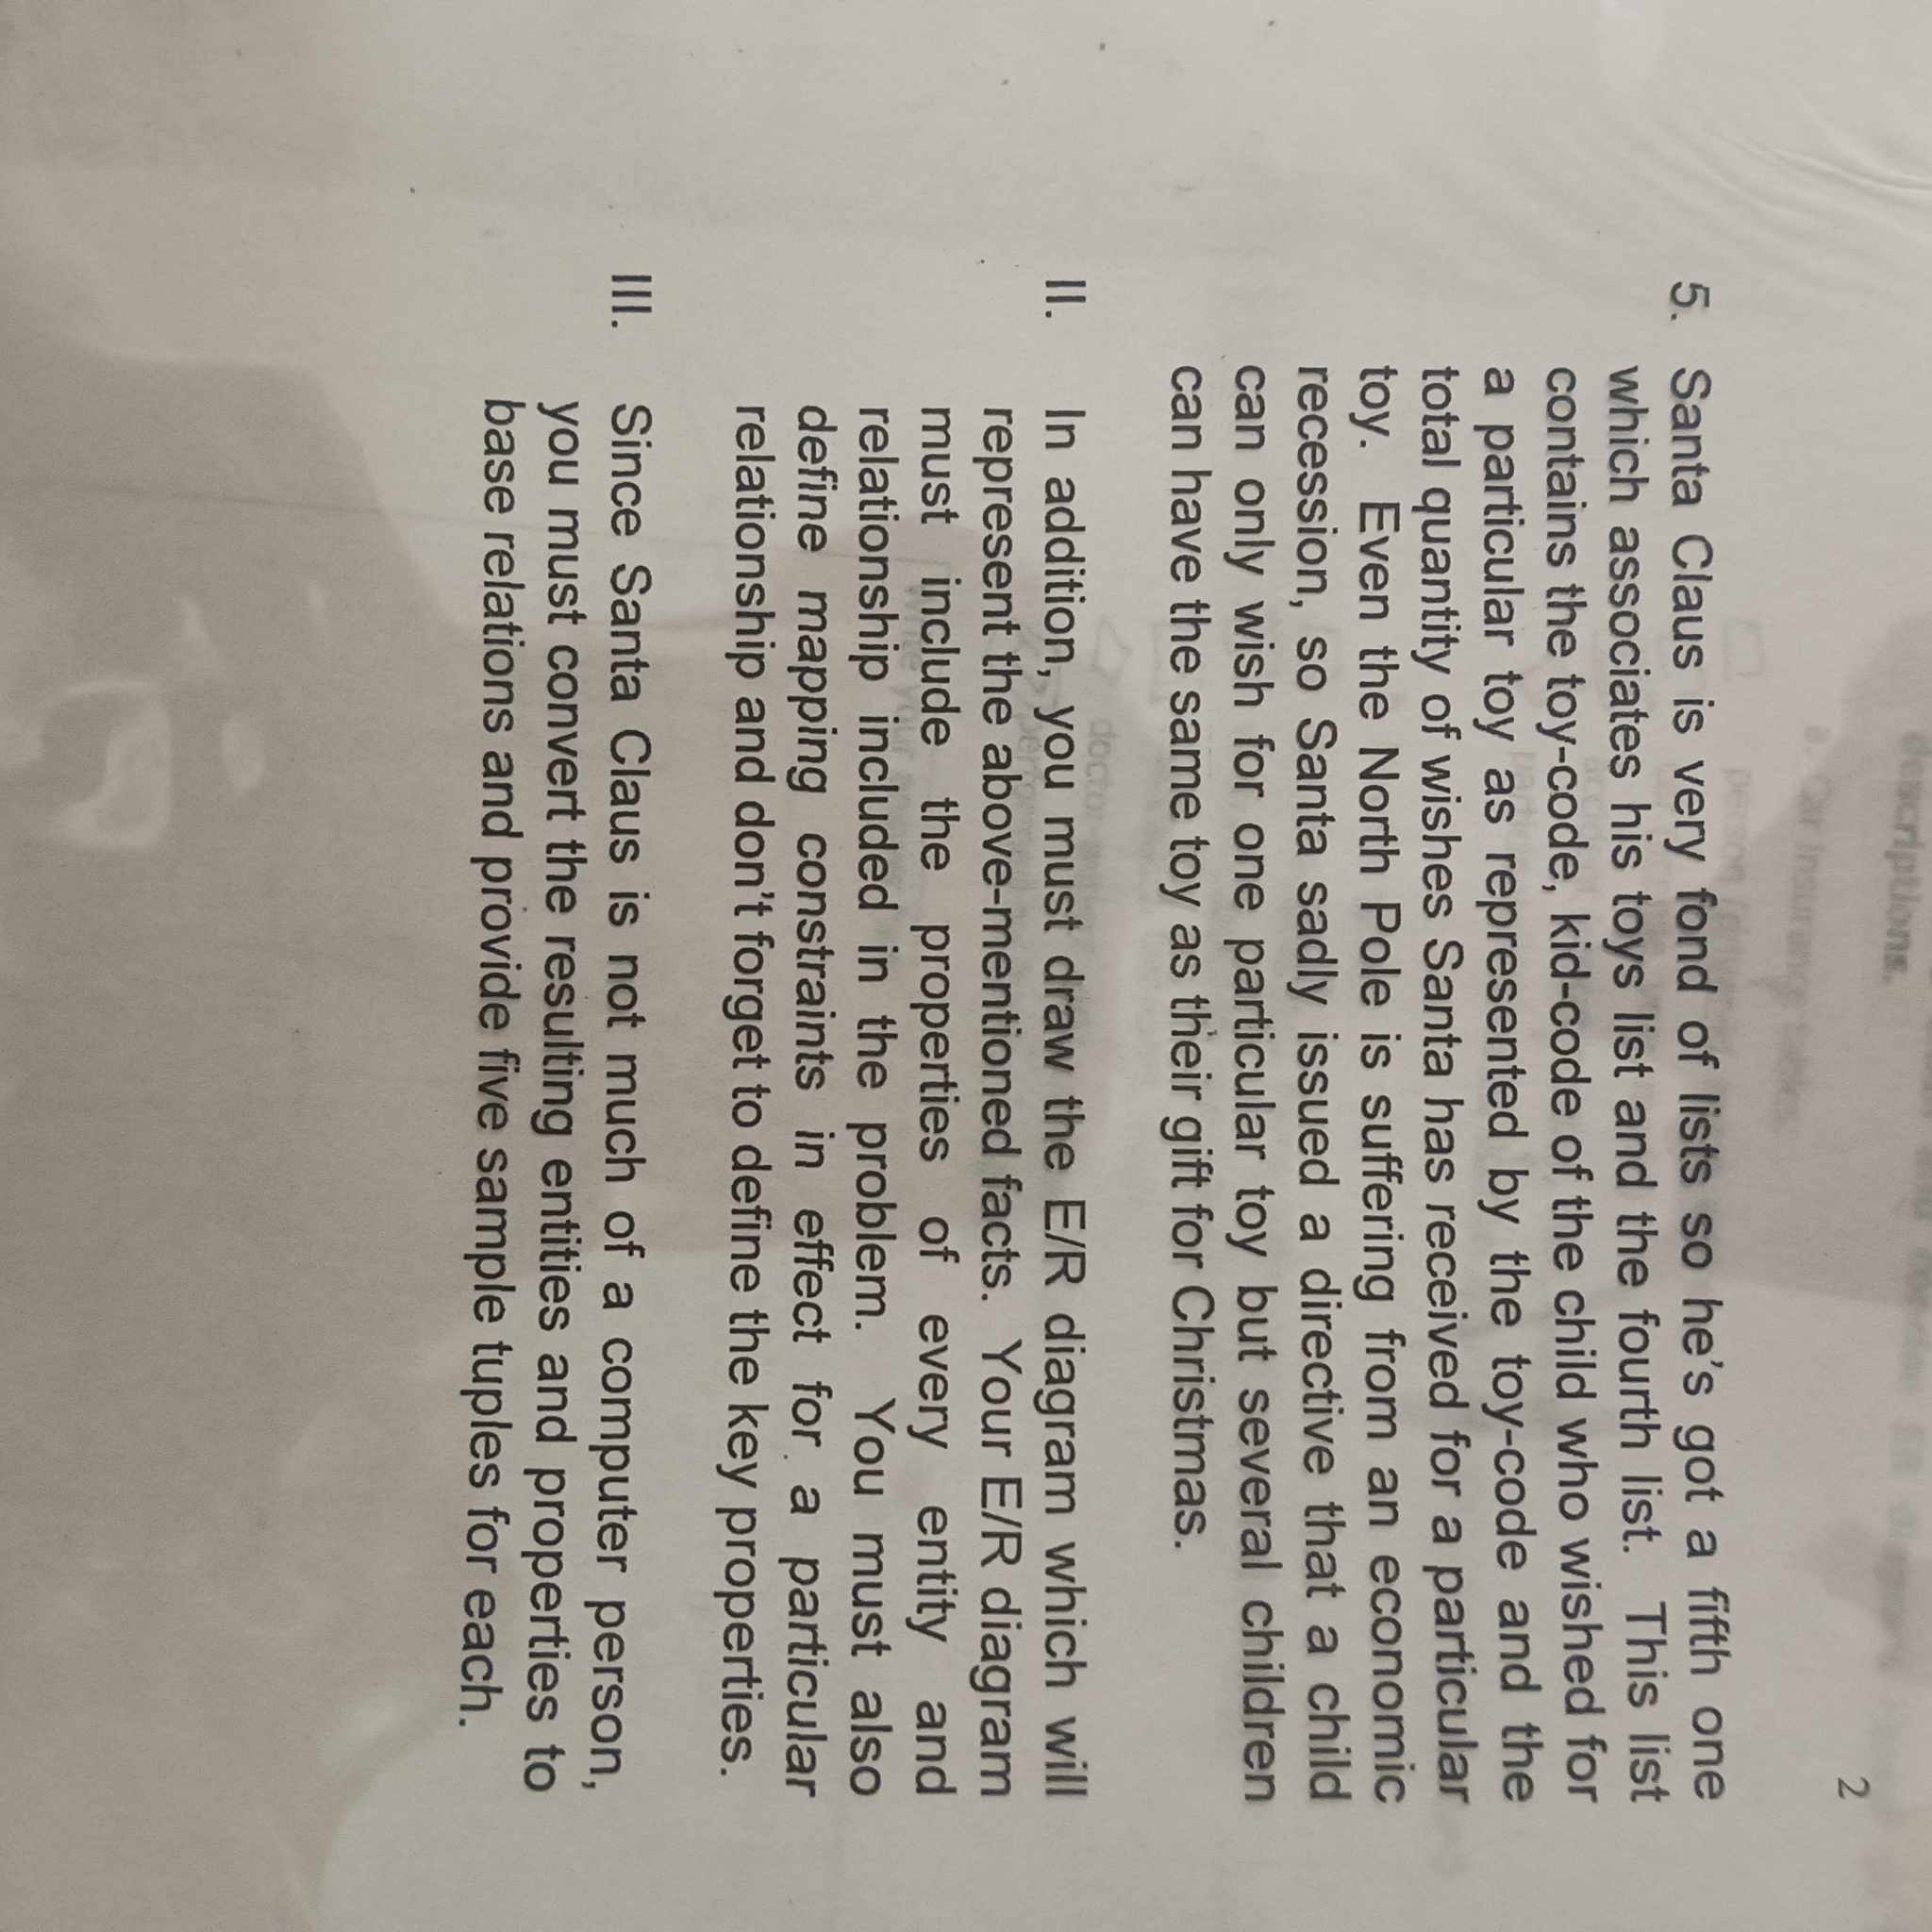 descriptions.
2
a. Car Insurance tables.
person
5. Santa Claus is very fond of lists so he's got a fifth one
which associates his toys list and the fourth list. This list
contains the toy-code, kid-code of the child who wished for
a particular toy as represented by the toy-code and the
total quantity of wishes Santa has received for a particular
toy. Even the North Pole is suffering from an economic
recession, so Santa sadly issued a directive that a child
can only wish for one particular toy but several children
can have the same toy as their gift for Christmas.
II. In addition, you must draw the E/R diagram which will
represent the above-mentioned facts. Your E/R diagram
must include the properties of every entity and
relationship included in the problem. You must also
define mapping constraints in effect for a particular
relationship and don't forget to define the key properties.
III. Since Santa Claus is not much of a computer person,
you must convert the resulting entities and properties to
base relations and provide five sample tuples for each.